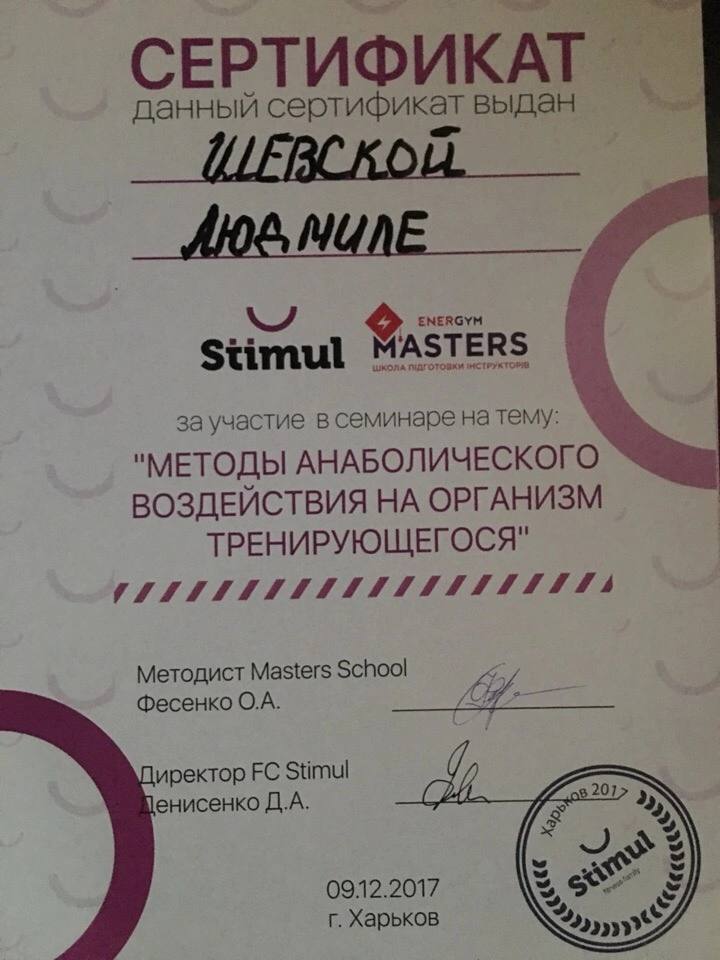 СЕРТИФИКАТ
данный сертификат выдан
ШЕВСКОЙ
ЛЮДМИЛЕ
Stimul
ENERGYM
MASTERS
ШКОЛА ПІДГОТОВКИ ІНСТРУКТОРІВ
за участие в семинаре на тему:
"МЕТОДЫ АНАБОЛИЧЕСКОГО
ВОЗДЕЙСТВИЯ НА ОРГАНИЗМ
ТРЕНИРУЮЩЕГОСЯ"
Методист Masters School
Фесенко О.А.
Директор FC Stimul
Денисенко Д.А.
Харьков 2017
Stimul
fitness family
09.12.2017
г. Харьков